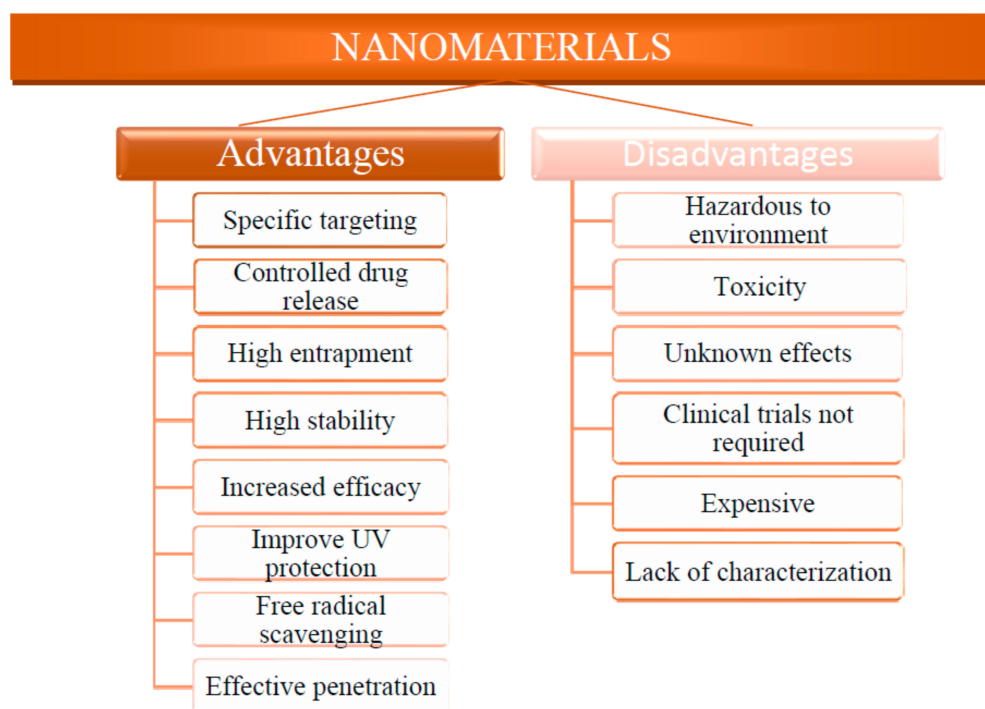 NANOMATERIALS
Advantages
Specific targeting
Controlled drug
release
High entrapment
High stability
Increased efficacy
Improve UV
protection
Free radical
scavenging
Effective penetration
Disadvantages
Hazardous to
environment
Toxicity
Unknown effects
Clinical trials not
required
Expensive
Lack of characterization